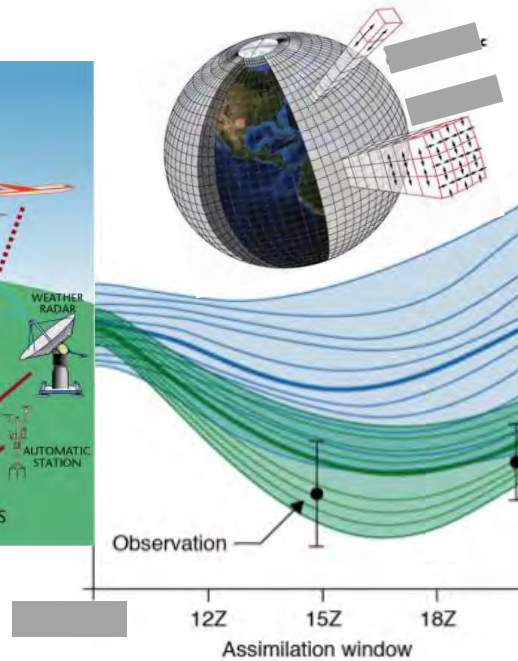 WEATHER
RADAR
AUTOMATIC
STATION
S
Observation
12Z
15Z
18Z
Assimilation window